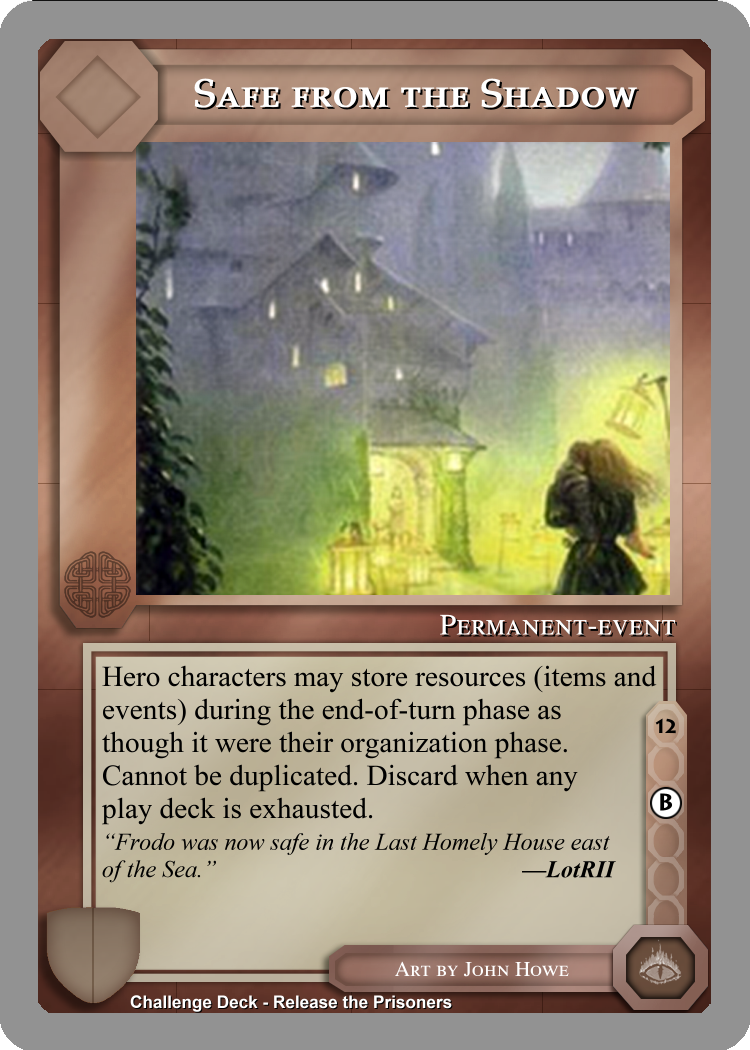 Safe from the Shadow
Permanent-event
Hero characters may store resources (items and
events) during the end-of-turn phase as
though it were their organization phase.
Cannot be duplicated. Discard when any
play deck is exhausted.
“Frodo was now safe in the Last Homely House east
of the Sea.” —LotRII
12
B
Art by John Howe
Challenge Deck - Release the Prisoners